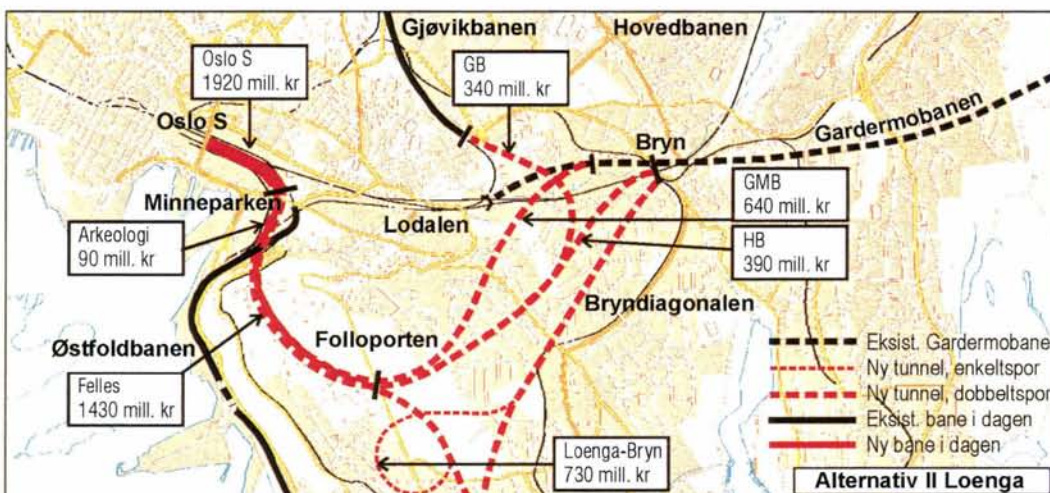 Gjøvikbanen
Hovedbanen
Oslo S
1920 mill. kr
GB
340 mill. kr
Oslo S
Gardermobanen
Bryn
Minneparken
Lodalen
GMB
640 mill. kr
Arkeologi
90 mill. kr
HB
390 mill. kr
Bryndiagonalen
Østfoldbanen
Folloporten
Felles
1430 mill. kr
Eksist. Gardermobane
Ny tunnel, enkeltspor
Ny tunnel, dobbeltspor
Eksist. bane i dagen
Ny bane i dagen
Loenga-Bryn
730 mill. kr
Alternativ II Loenga